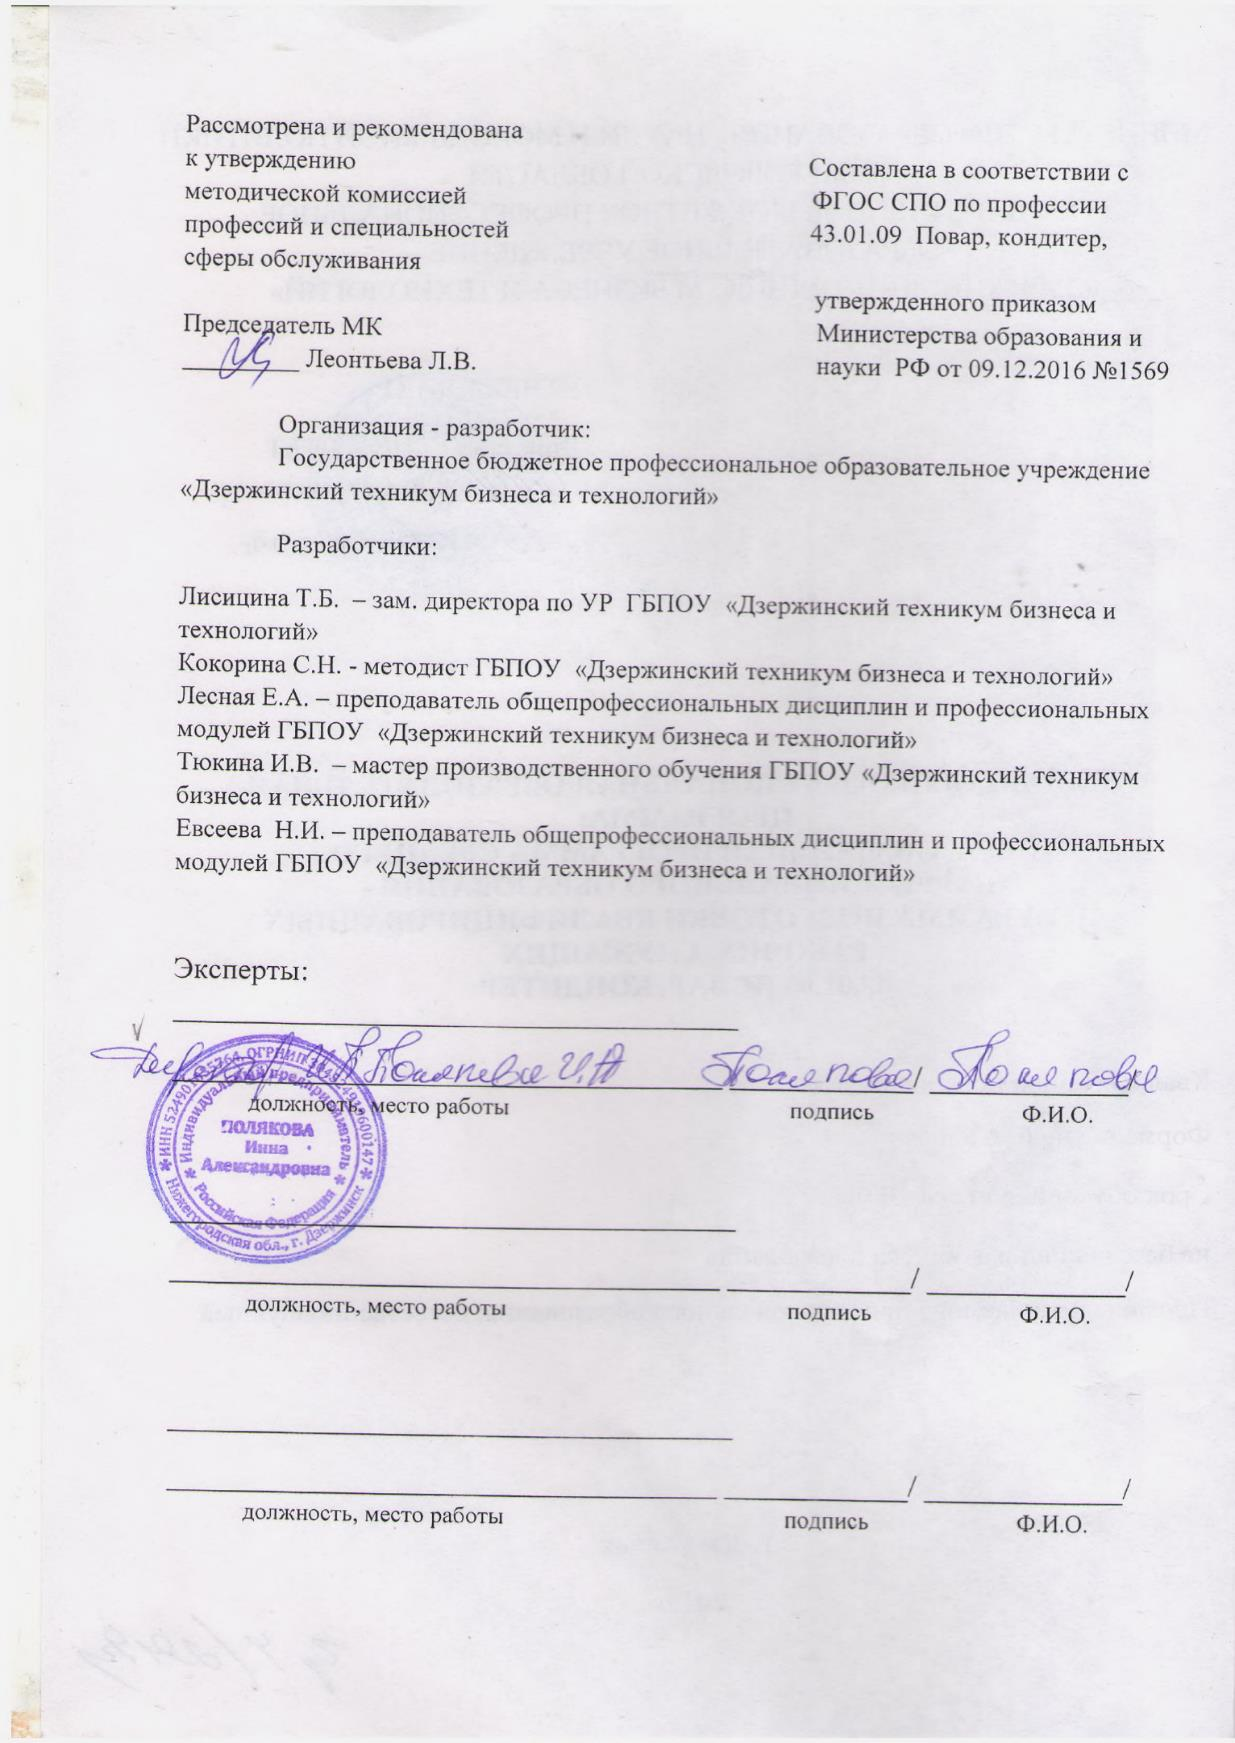 Рассмотрена и рекомендована
к утверждению
методической комиссией
профессий и специальностей
сферы обслуживания
Председатель МК
Леонтьева Л.В.
Составлена в соответствии с
ФГОС СПО по профессии
43.01.09 Повар, кондитер,
утвержденного приказом
Министерства образования и
науки РФ от 09.12.2016 №1569
Организация - разработчик:
Государственное бюджетное профессиональное образовательное учреждение
«Дзержинский техникум бизнеса и технологий»
Разработчики:
Лисицина Т.Б. – зам. директора по УР ГБПОУ «Дзержинский техникум бизнеса и
технологий»
Кокорина С.Н. - методист ГБПОУ «Дзержинский техникум бизнеса и технологий»
Лесная Е.А. – преподаватель общепрофессиональных дисциплин и профессиональных
модулей ГБПОУ «Дзержинский техникум бизнеса и технологий»
Тюкина И.В. – мастер производственного обучения ГБПОУ «Дзержинский техникум
бизнеса и технологий»
Евсеева Н.И. – преподаватель общепрофессиональных дисциплин и профессиональных
модулей ГБПОУ «Дзержинский техникум бизнеса и технологий»
Эксперты:
/ /
должность, место работы подпись Ф.И.О.
Индивидуальный предприниматель
ПОЛЯКОВА
Инна
Александровна
Российская Федерация
Нижегородская обл., г. Дзержинск
/ /
должность, место работы подпись Ф.И.О.
/ /
должность, место работы подпись Ф.И.О.